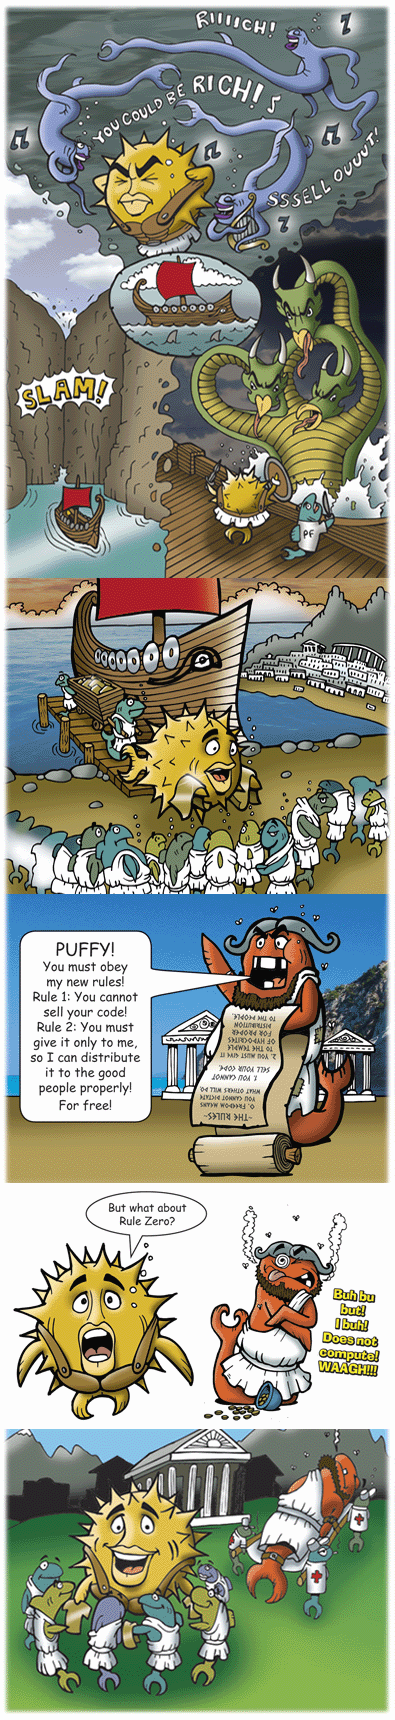 RIIIICH!
YOU COULD BE RICH!
SSSELL OUUUT!
SLAM!
PF
PUFFY!
You must obey
my new rules!
Rule 1: You cannot
sell your code!
Rule 2: You must
give it only to me,
so I can distribute
it to the good
people properly!
For free!
-THE RULES-
0. FREEDOM MEANS
YOU CANNOT DICTATE
WHAT OTHERS WILL DO.
1. YOU CANNOT
SELL YOUR CODE.
2. YOU MUST GIVE IT
TO THE TEMPLE
OF HYPOCRITES
FOR PROPER
DISTRIBUTION
TO THE PEOPLE.
But what about
Rule Zero?
Buh bu
but!
I buh!
Does not
compute!
WAAGH!!!